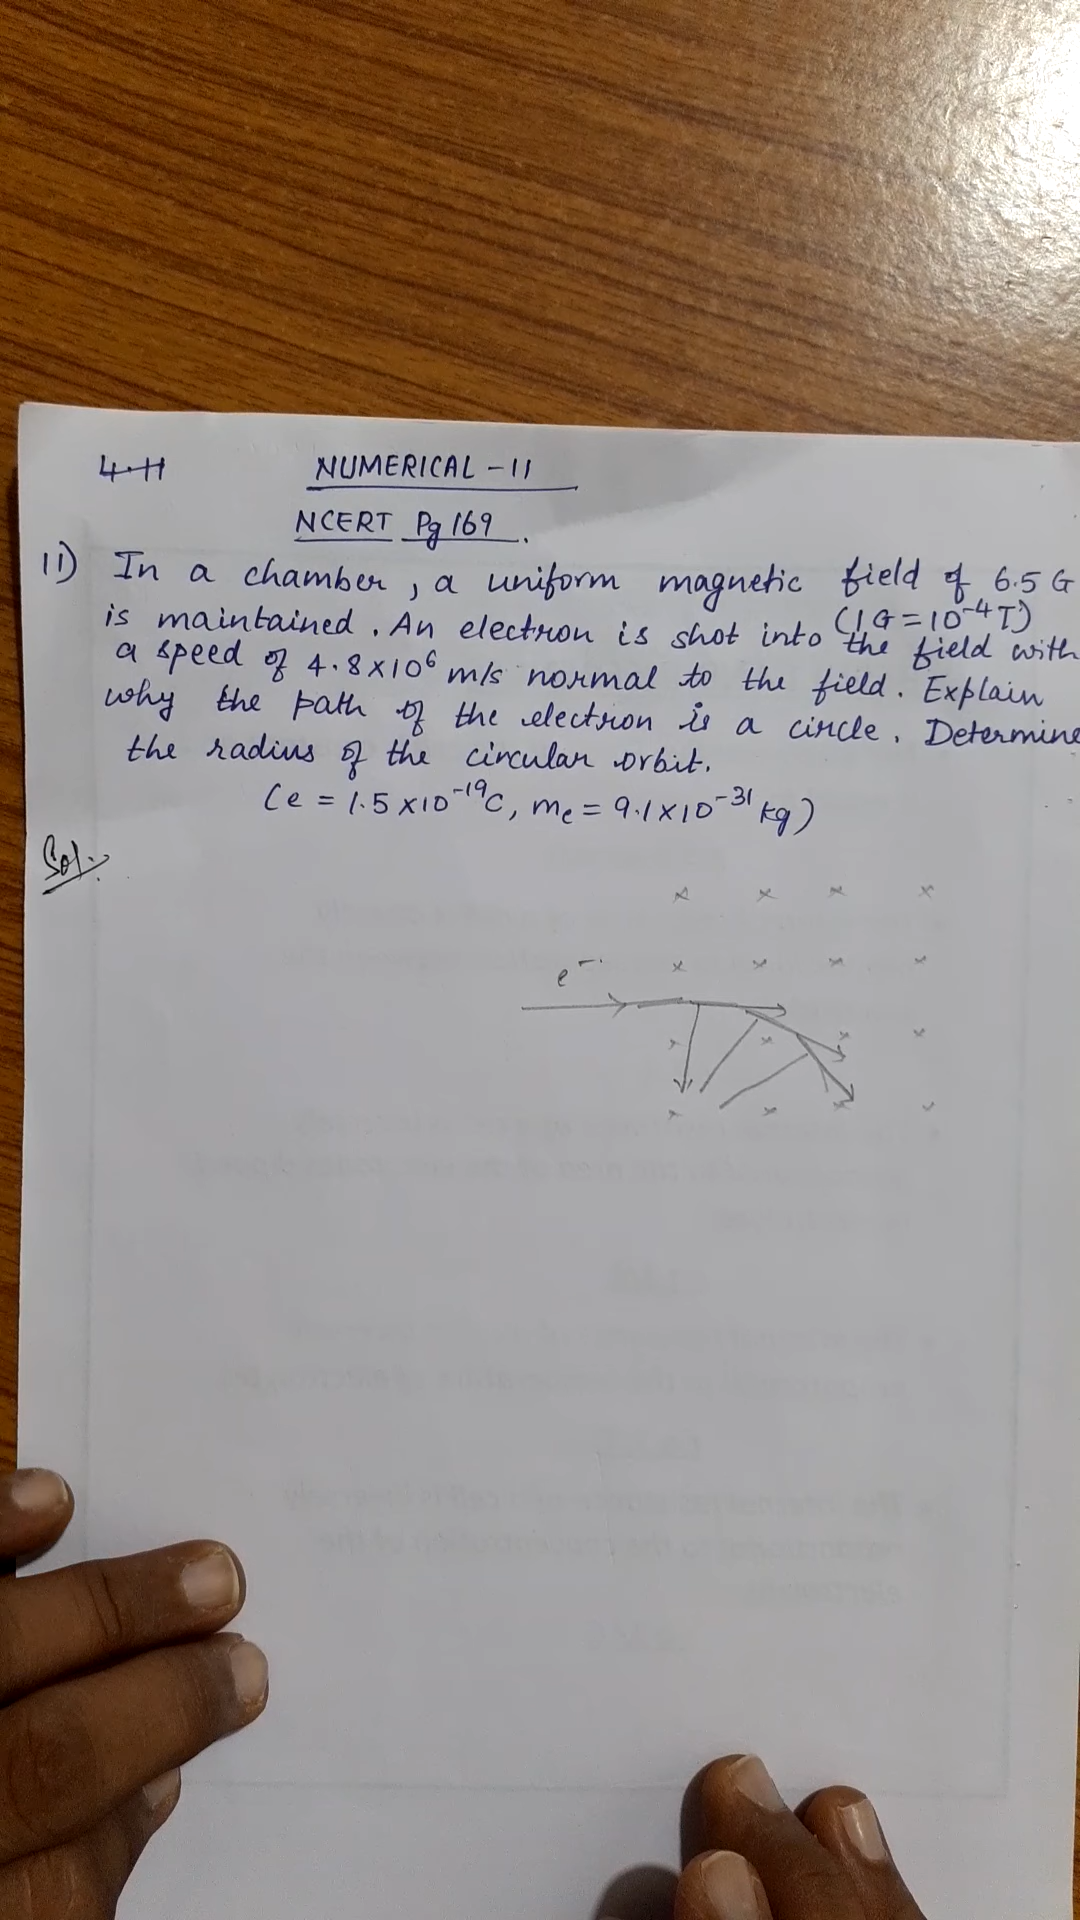 4.11
NUMERICAL - 11
NCERT Pg 169.
11) In a chamber, a uniform magnetic field of 6.5 G
(1G = 10⁻⁴T)
is maintained. An electron is shot into the field with
a speed of 4.8×10⁶ m/s normal to the field. Explain
why the path of the electron is a circle. Determine
the radius of the circular orbit.
(e = 1.5×10⁻¹⁹C, me = 9.1×10⁻³¹ kg)
Sol:
e⁻